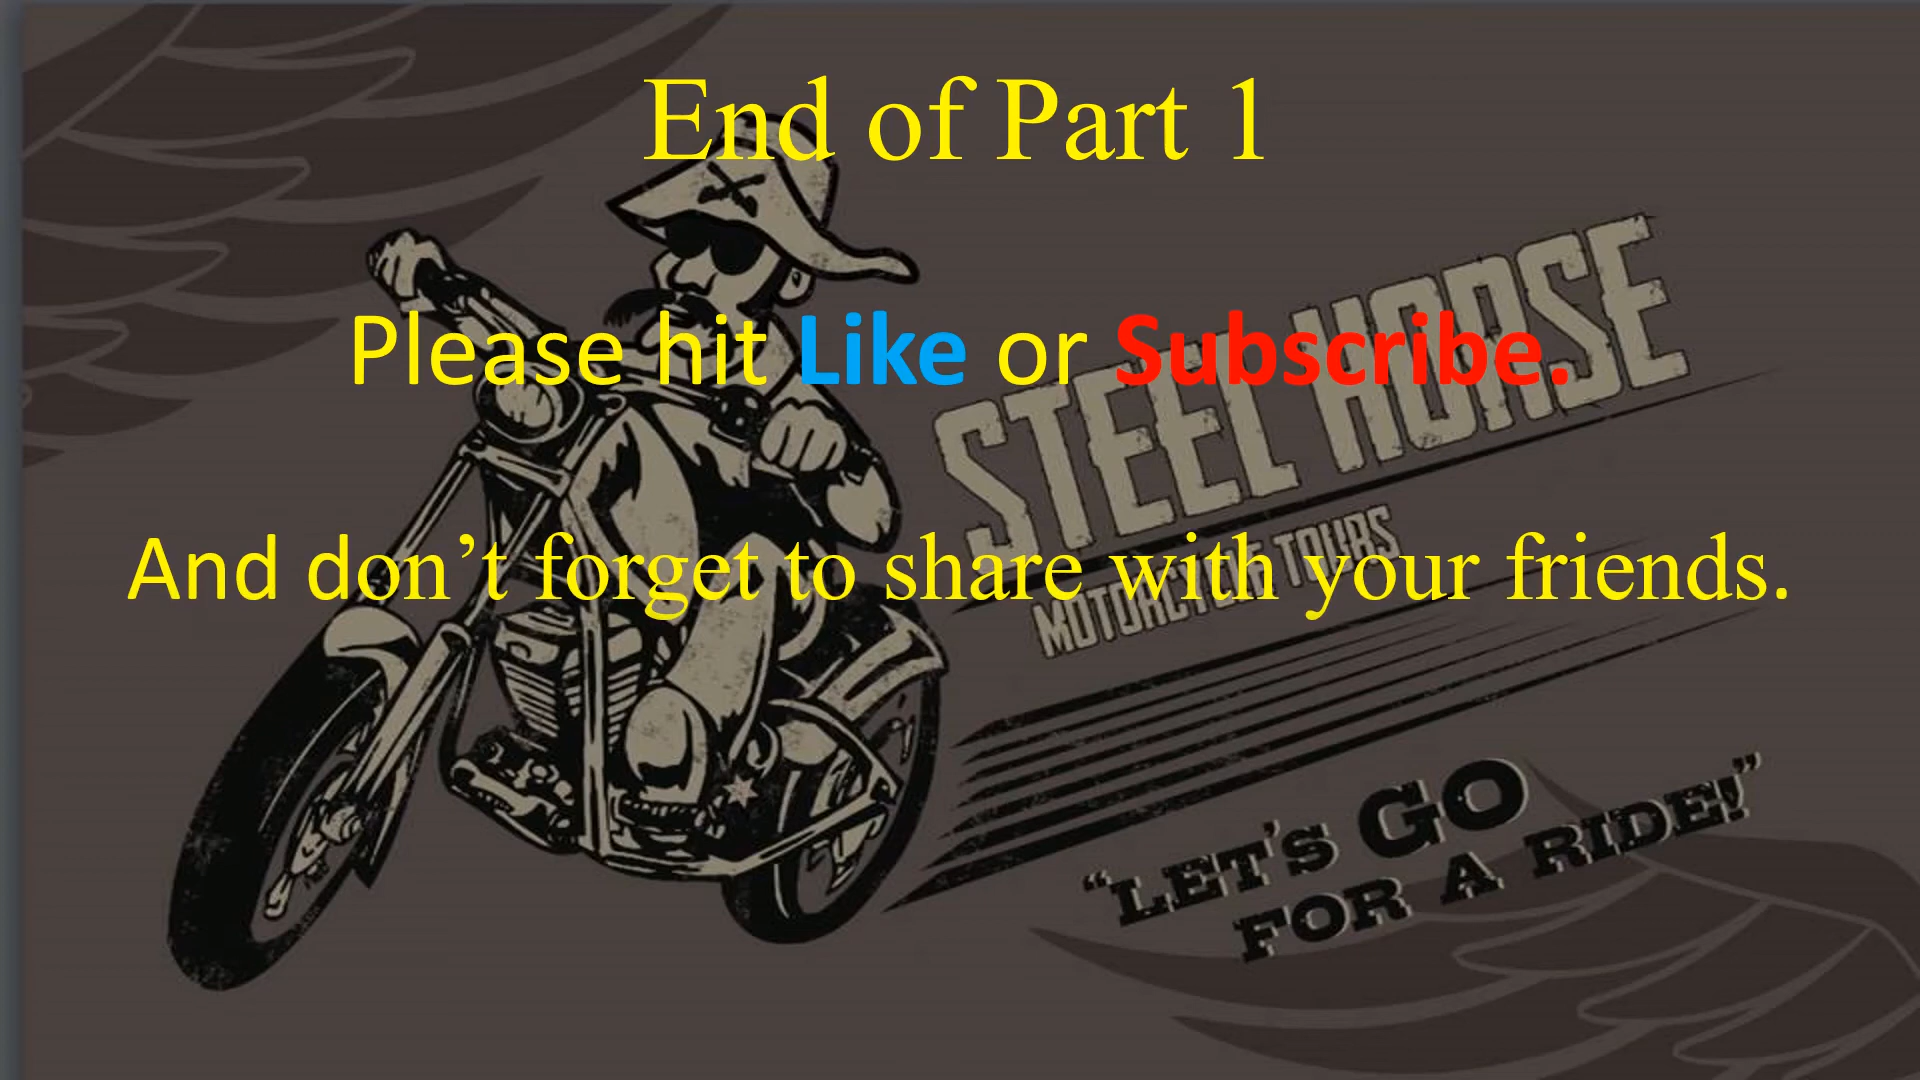 End of Part 1
Please hit Like or Subscribe.
STEEL HORSE
And don’t forget to share with your friends.
MOTORCYCLE TOURS
“LET'S GO
FOR A RIDE!”